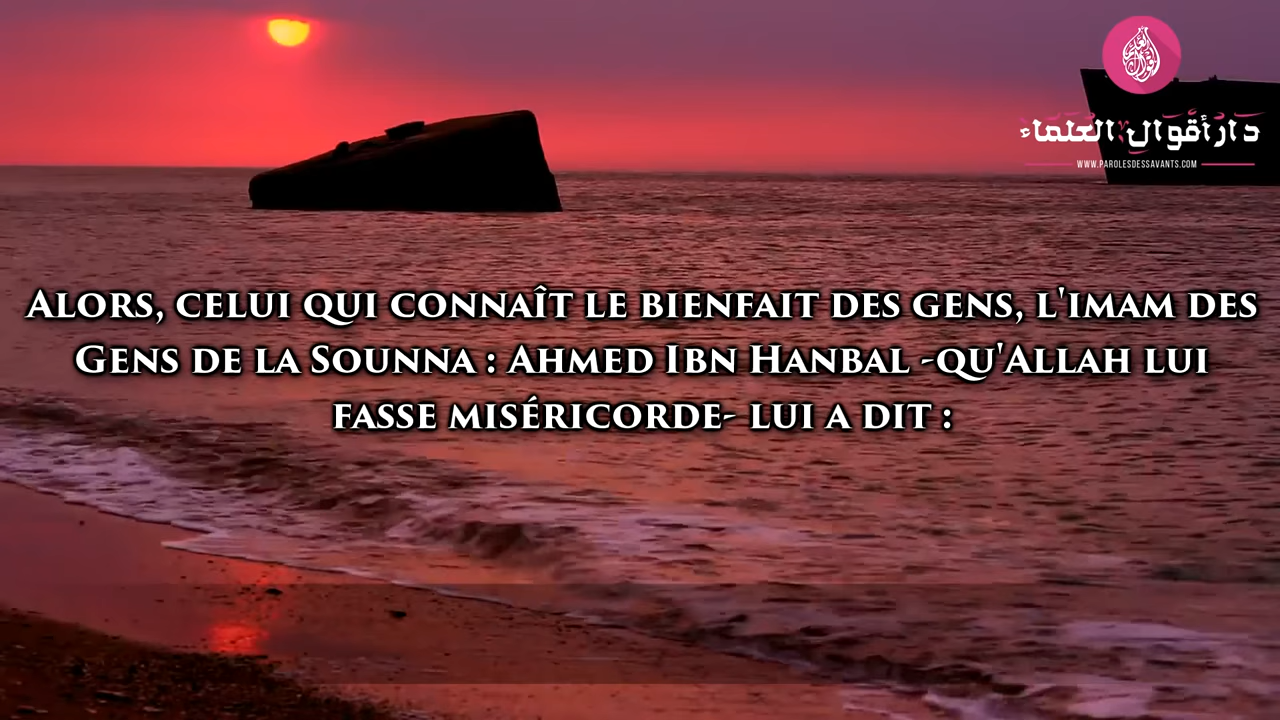 دار أقوال العلماء
WWW.PAROLESDESSAVANTS.COM
Alors, celui qui connaît le bienfait des gens, l'imam des
Gens de la Sounna : Ahmed Ibn Hanbal -qu'Allah lui
fasse miséricorde- lui a dit :